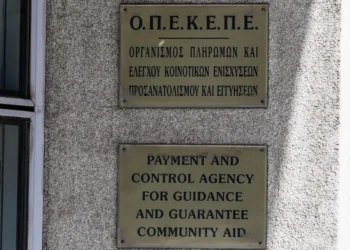 Ο.Π.Ε.Κ.Ε.Π.Ε.
ΟΡΓΑΝΙΣΜΟΣ ΠΛΗΡΩΜΩΝ ΚΑΙ
ΕΛΕΓΧΟΥ ΚΟΙΝΟΤΙΚΩΝ ΕΝΙΣΧΥΣΕΩΝ
ΠΡΟΣΑΝΑΤΟΛΙΣΜΟΥ ΚΑΙ ΕΓΓΥΗΣΕΩΝ
PAYMENT AND
CONTROL AGENCY
FOR GUIDANCE
AND GUARANTEE
COMMUNITY AID